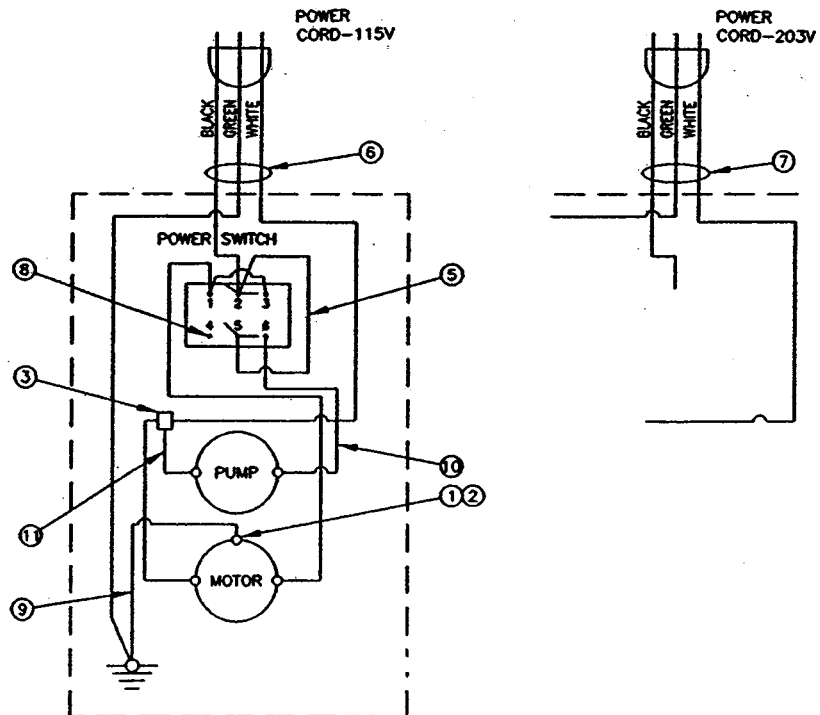 POWER
CORD-115V
POWER
CORD-203V
BLACK
GREEN
WHITE
BLACK
GREEN
WHITE
6
7
POWER SWITCH
8
5
1 2 3
4 5 6
3
PUMP
10
1 2
11
MOTOR
9